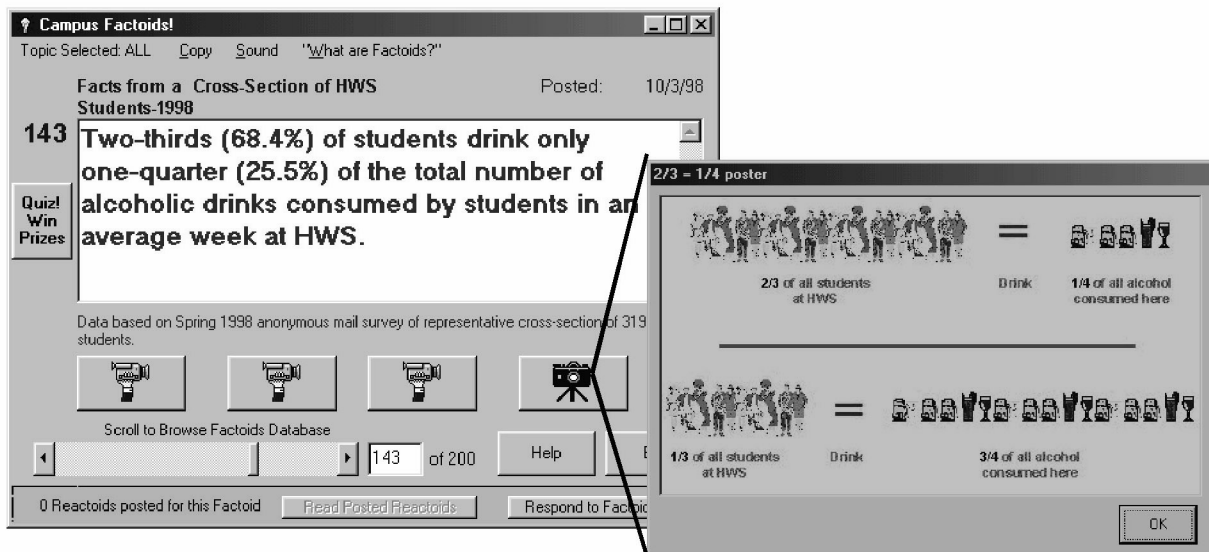 Campus Factoids!
Topic Selected: ALL Copy Sound "What are Factoids?"
Facts from a Cross-Section of HWS
Students-1998
Posted: 10/3/98
143
Two-thirds (68.4%) of students drink only
one-quarter (25.5%) of the total number of
alcoholic drinks consumed by students in an
average week at HWS.
Quiz!
Win
Prizes
Data based on Spring 1998 anonymous mail survey of representative cross-section of 319
students.
Scroll to Browse Factoids Database
143 of 200
Help
0 Reactoids posted for this Factoid
Read Posted Reactoids
Respond to Factoid
2/3 = 1/4 poster
=
2/3 of all students
at HWS
Drink
1/4 of all alcohol
consumed here
=
1/3 of all students
at HWS
Drink
3/4 of all alcohol
consumed here
OK